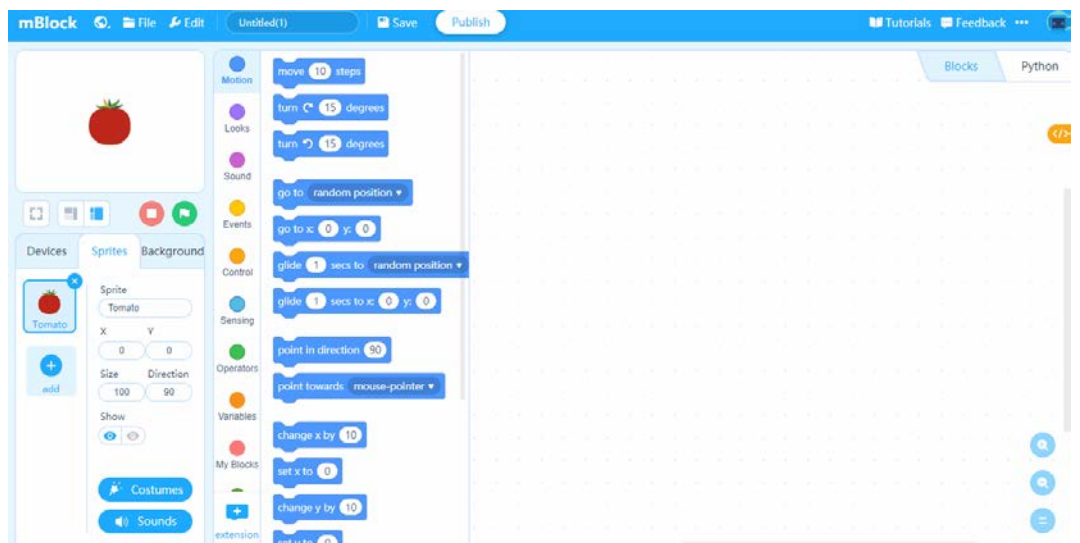 mBlock File Edit Untitled(1) Save Publish Tutorials Feedback •••
Blocks Python
</>
Devices Sprites Background
Tomato
add
Sprite
Tomato
X Y
0 0
Size Direction
100 90
Show
Costumes
Sounds
Motion
Looks
Sound
Events
Control
Sensing
Operators
Variables
My Blocks
extension
move 10 steps
turn 15 degrees
turn 15 degrees
go to random position
go to x: 0 y: 0
glide 1 secs to random position
glide 1 secs to x: 0 y: 0
point in direction 90
point towards mouse-pointer
change x by 10
set x to 0
change y by 10
set y to 0